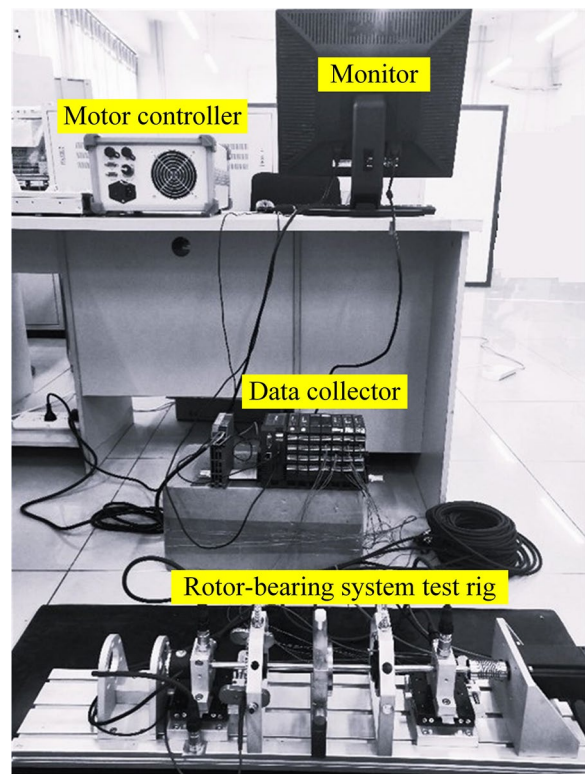 Monitor
Motor controller
Data collector
Rotor-bearing system test rig